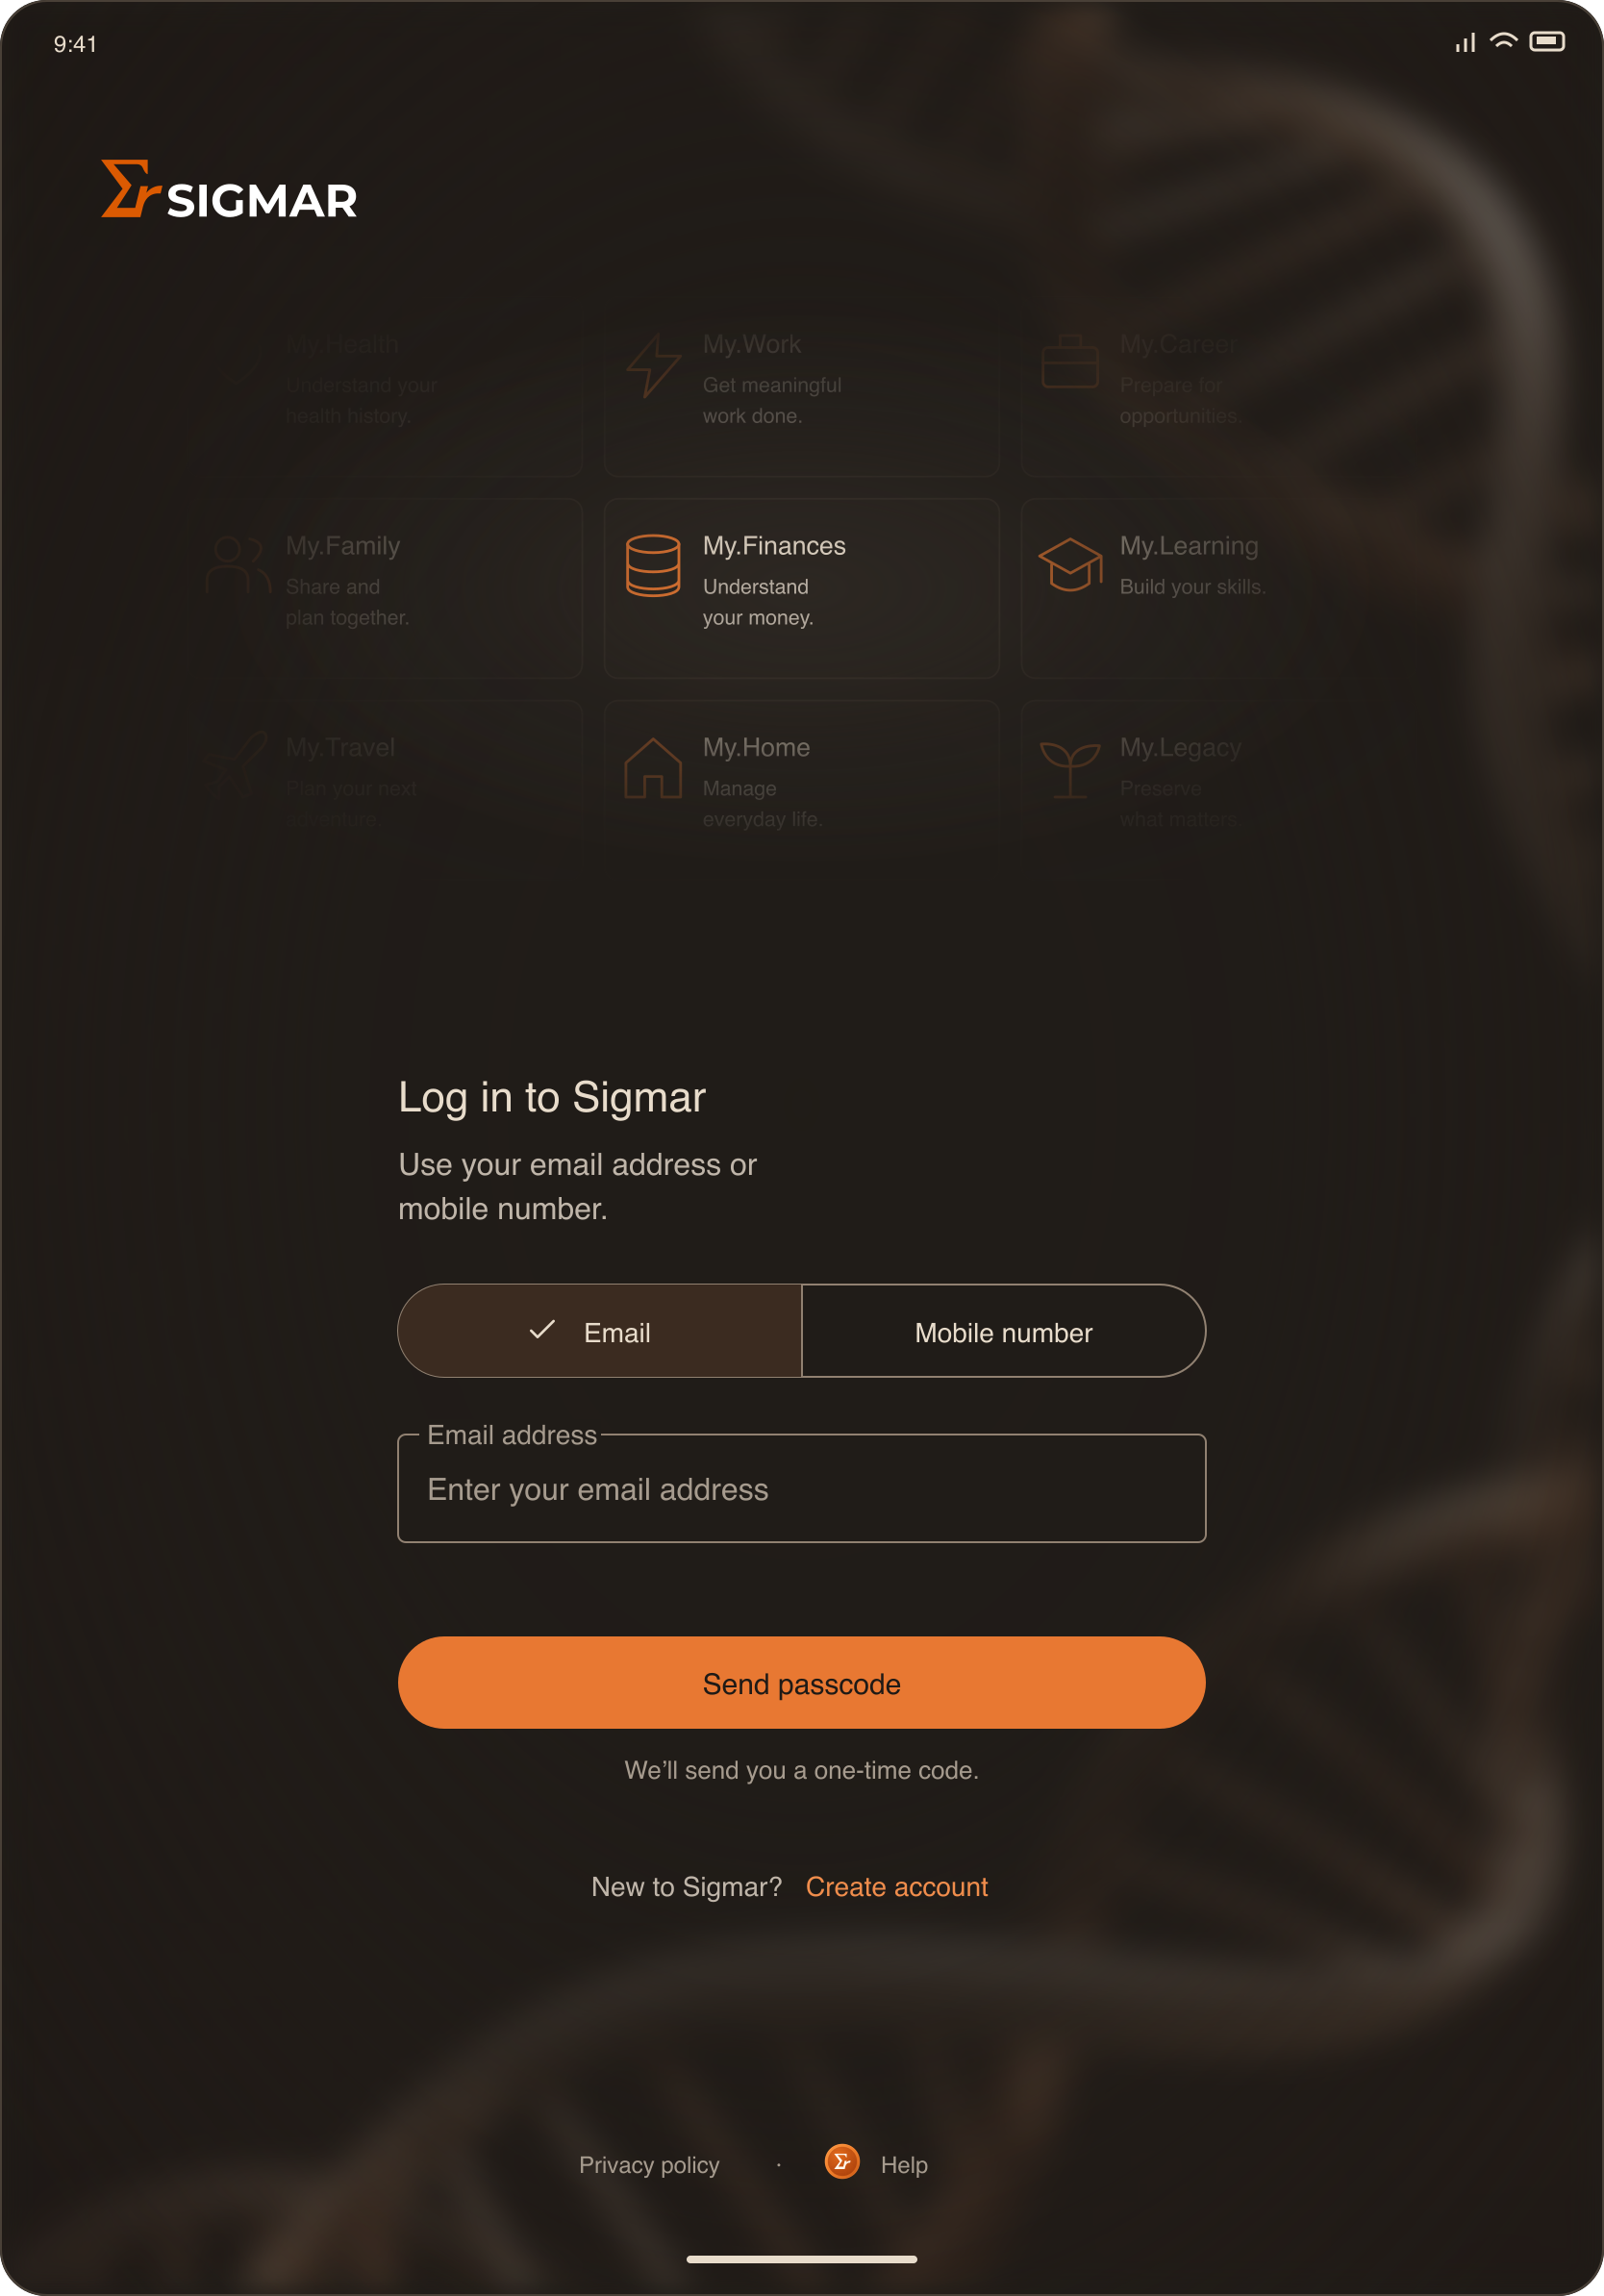 9:41
Σr SIGMAR
My.Health
Understand your
health history.
My.Work
Get meaningful
work done.
My.Career
Prepare for
opportunities.
My.Family
Share and
plan together.
My.Finances
Understand
your money.
My.Learning
Build your skills.
My.Travel
Plan your next
adventure.
My.Home
Manage
everyday life.
My.Legacy
Preserve
what matters.
Log in to Sigmar
Use your email address or
mobile number.
Email
Mobile number
Email address
Enter your email address
Send passcode
We’ll send you a one-time code.
New to Sigmar? Create account
Privacy policy · Σr Help